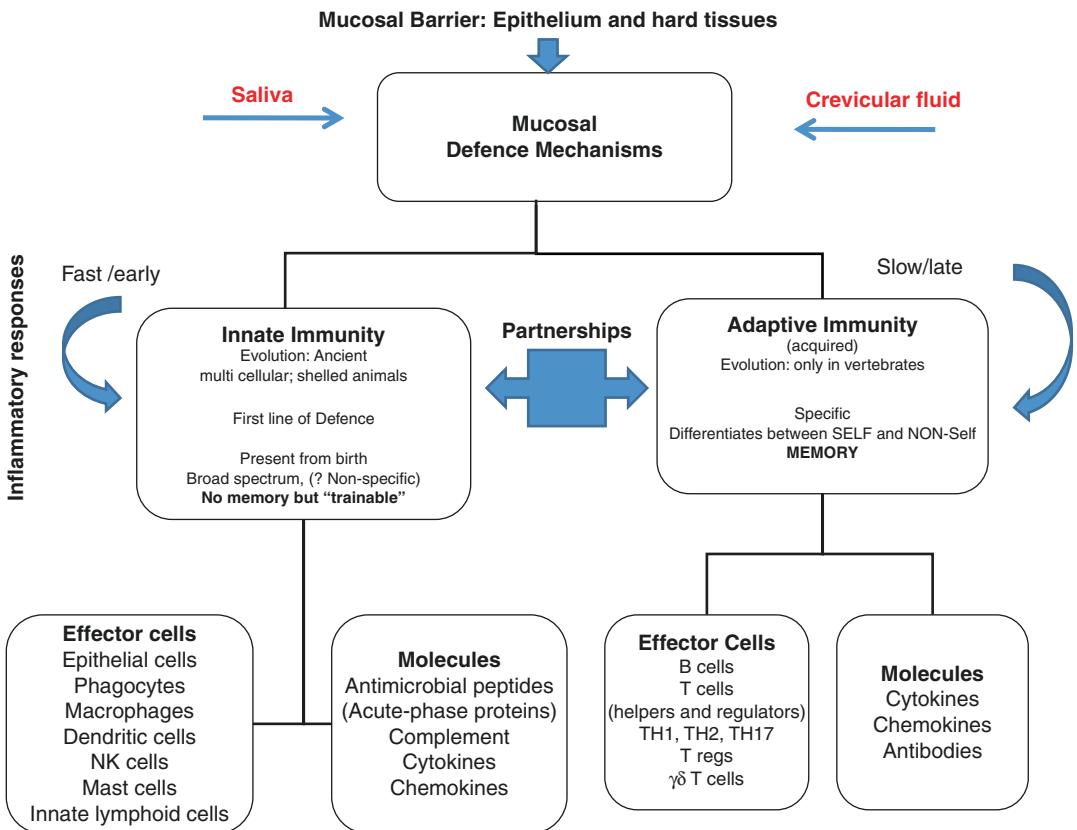 Mucosal Barrier: Epithelium and hard tissues
Saliva
Crevicular fluid
Mucosal
Defence Mechanisms
Inflammatory responses
Fast /early
Slow/late
Innate Immunity
Evolution: Ancient
multi cellular; shelled animals
First line of Defence
Present from birth
Broad spectrum, (? Non-specific)
No memory but “trainable”
Partnerships
Adaptive Immunity
(acquired)
Evolution: only in vertebrates
Specific
Differentiates between SELF and NON-Self
MEMORY
Effector cells
Epithelial cells
Phagocytes
Macrophages
Dendritic cells
NK cells
Mast cells
Innate lymphoid cells
Molecules
Antimicrobial peptides
(Acute-phase proteins)
Complement
Cytokines
Chemokines
Effector Cells
B cells
T cells
(helpers and regulators)
TH1, TH2, TH17
T regs
γδ T cells
Molecules
Cytokines
Chemokines
Antibodies